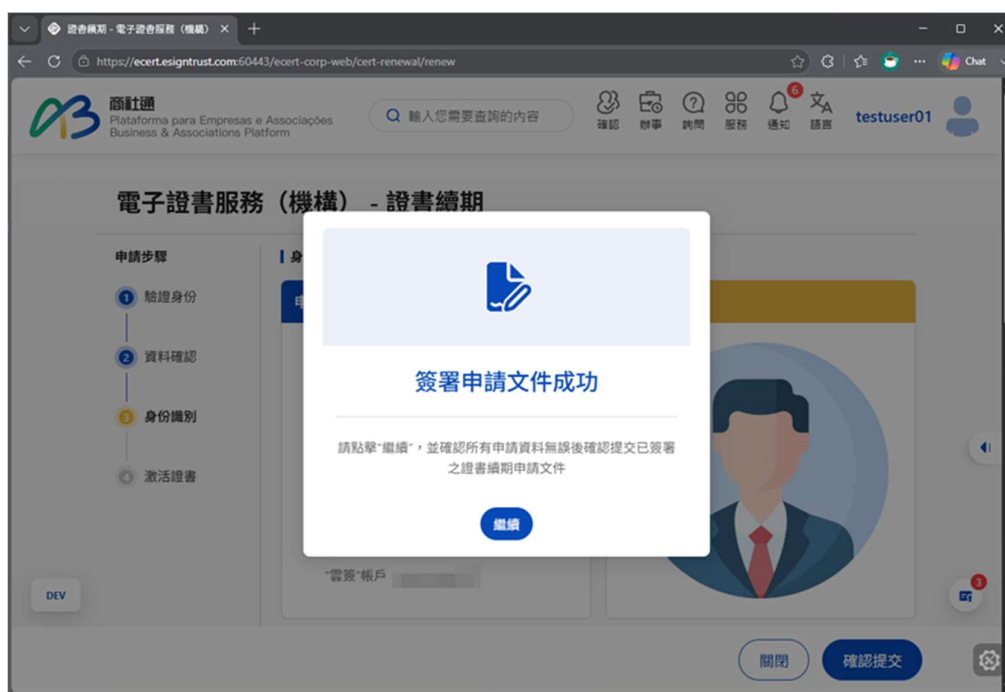 證書續期 - 電子證書服務（機構）
https://ecert.esigntrust.com:60443/ecert-corp-web/cert-renewal/renew
Chat
商社通
Plataforma para Empresas e Associações
Business & Associations Platform
輸入您需要查詢的內容
確認
辦事
詢問
服務
6
通知
語言
testuser01
電子證書服務（機構） - 證書續期
申請步驟
1 驗證身份
2 資料確認
3 身份識別
4 激活證書
簽署申請文件成功
請點擊"繼續"，並確認所有申請資料無誤後確認提交已簽署
之證書續期申請文件
繼續
"雲簽"帳戶
DEV
3
關閉
確認提交